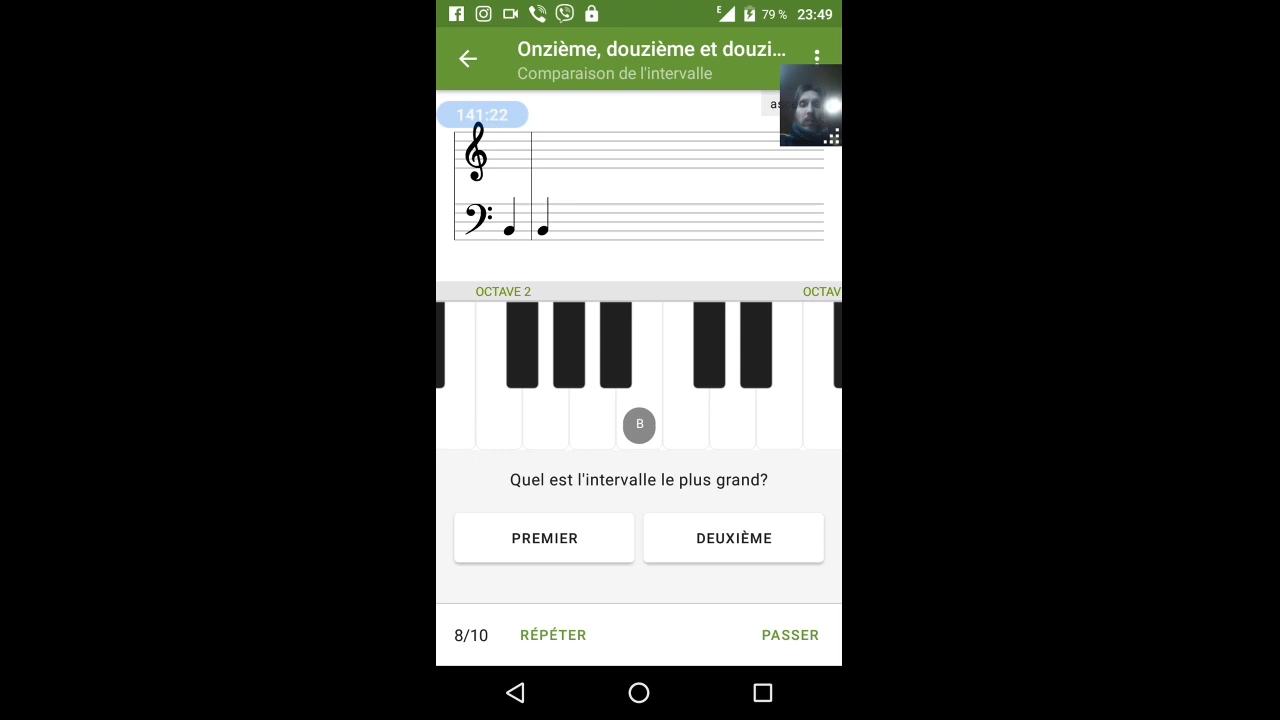 E 79 % 23:49
Onzième, douzième et douzi…
Comparaison de l'intervalle
141:22
OCTAVE 2 OCTAV
B
Quel est l'intervalle le plus grand?
PREMIER DEUXIÈME
8/10 RÉPÉTER PASSER